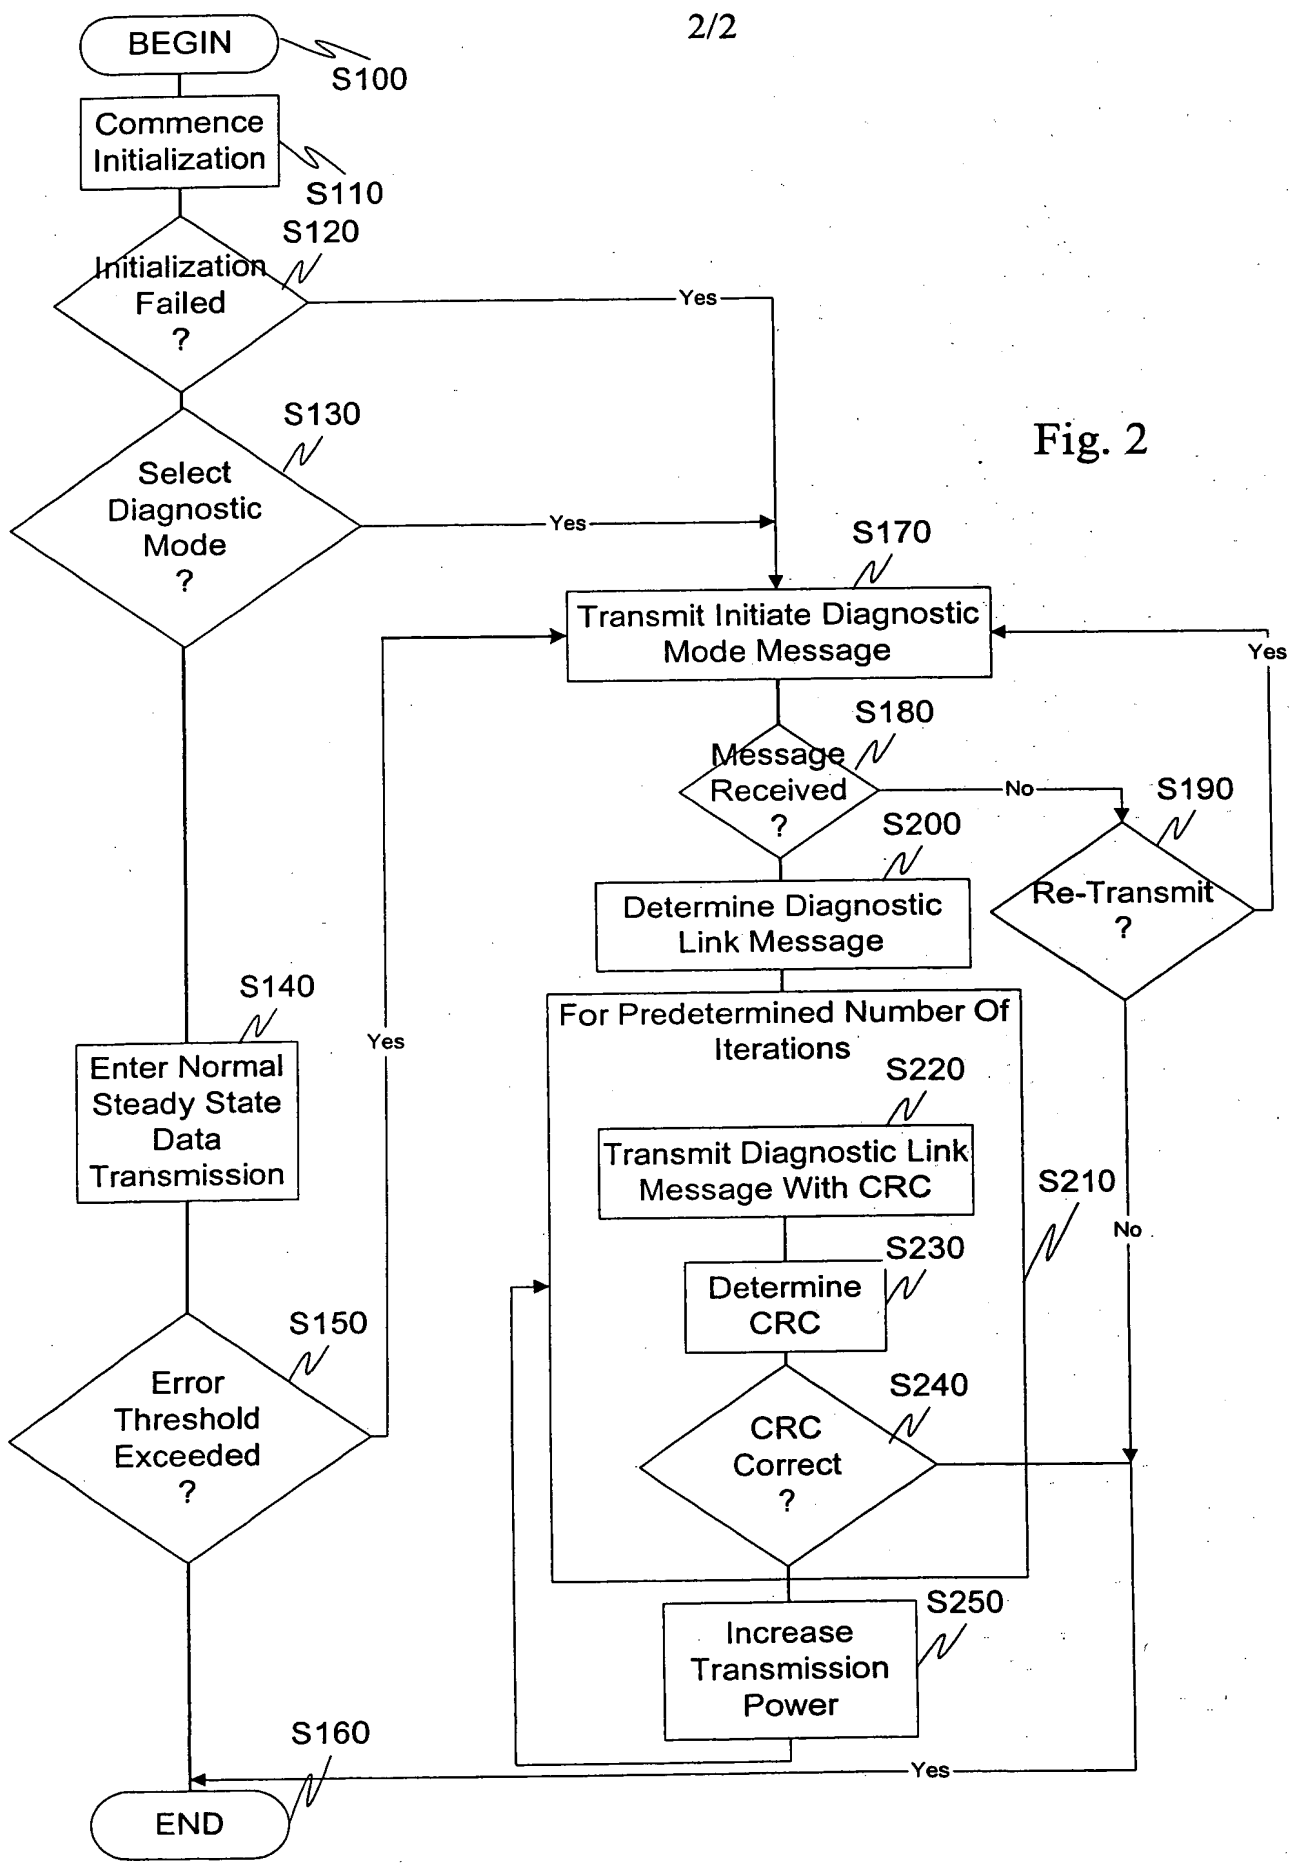 2/2
BEGIN
S100
Commence
Initialization
S110
S120
Initialization
Failed
?
Yes
S130
Select
Diagnostic
Mode
?
Yes
Fig. 2
S170
Transmit Initiate Diagnostic
Mode Message
Yes
S180
Message
Received
?
No
S190
Re-Transmit
?
S200
Determine Diagnostic
Link Message
S140
Enter Normal
Steady State
Data
Transmission
Yes
For Predetermined Number Of
Iterations
S220
Transmit Diagnostic Link
Message With CRC
S210
No
S230
Determine
CRC
S150
Error
Threshold
Exceeded
?
S240
CRC
Correct
?
S250
Increase
Transmission
Power
S160
Yes
END